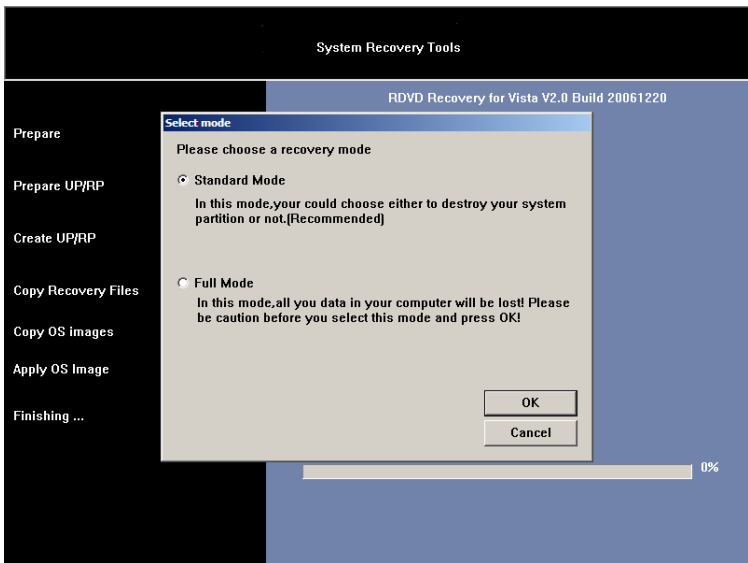 System Recovery Tools
RDVD Recovery for Vista V2.0 Build 20061220
Prepare
Prepare UP/RP
Create UP/RP
Copy Recovery Files
Copy OS images
Apply OS Image
Finishing ...
Select mode
Please choose a recovery mode
Standard Mode
In this mode,your could choose either to destroy your system
partition or not.(Recommended)
Full Mode
In this mode,all you data in your computer will be lost! Please
be caution before you select this mode and press OK!
OK
Cancel
0%